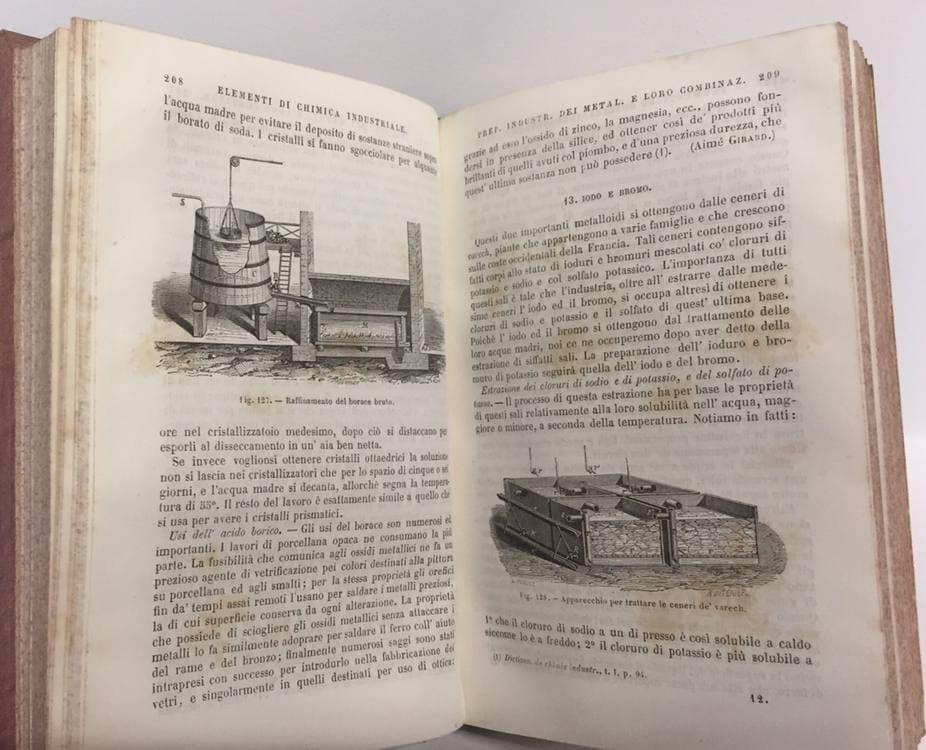 208
ELEMENTI DI CHIMICA INDUSTRIALE.
l'acqua madre per evitare il deposito di sostanze straniere sopra
il borato di soda. I cristalli si fanno sgocciolare per alquante
Fig. 127. — Raffinamento del borace bruto.
ore nel cristallizzatoio medesimo, dopo ciò si distaccano per
esporli al disseccamento in un' aia ben netta.
Se invece voglionsi ottenere cristalli ottaedrici la soluzione
non si lascia nei cristallizzatori che per lo spazio di cinque o sei
giorni, e l'acqua madre si decanta, allorchè segna la tempera-
tura di 55°. Il résto del lavoro è esattamente simile a quello che
si usa per avere i cristalli prismatici.
Usi dell' acido borico. — Gli usi del borace son numerosi ed
importanti. I lavori di porcellana opaca ne consumano la più
parte. La fusibilità che comunica agli ossidi metallici ne fa un
prezioso agente di vetrificazione pei colori destinati alla pittura
su porcellana ed agli smalti; per la stessa proprietà gli orefici
fin da' tempi assai remoti l'usano per saldare i metalli preziosi,
la di cui superficie conserva da ogni alterazione. La proprietà
che possiede di sciogliere gli ossidi metallici senza attaccare i
metalli lo fa similmente adoprare per saldare il ferro coll' aiuto
del rame e del bronzo; finalmente numerosi saggi sono stati
intrapresi con successo per introdurlo nella fabbricazione dei
vetri, e singolarmente in quelli destinati per uso di ottica:
PREP. INDUSTR. DEI METAL. E LORO COMBINAZ. 209
grazie ad esso l'ossido di zinco, la magnesia, ecc., possono fon-
dersi in presenza della silice, ed ottener così de' prodotti più
brillanti di quelli avuti col piombo, e d'una preziosa durezza, che
quest' ultima sostanza non può possedere (1). (Aimé GIRARD.)
13. IODO E BROMO.
Questi due importanti metalloidi si ottengono dalle ceneri di
varech, piante che appartengono a varie famiglie e che crescono
sulle coste occidentali della Francia. Tali ceneri contengono sif-
fatti corpi allo stato di ioduri e bromuri mescolati co' cloruri di
potassio e sodio e col solfato potassico. L'importanza di tutti
questi sali è tale che l'industria, oltre all' estrarre dalle mede-
sime ceneri l' iodo ed il bromo, si occupa altresì di ottenere i
cloruri di sodio e potassio e il solfato di quest' ultima base.
Poichè l' iodo ed il bromo si ottengono dal trattamento delle
loro acque madri, noi ce ne occuperemo dopo aver detto della
estrazione di siffatti sali. La preparazione dell' ioduro e bro-
muro di potassio seguirà quella dell' iodo e del bromo.
Estrazione dei cloruri di sodio e di potassio, e del solfato di po-
tassa. — Il processo di questa estrazione ha per base le proprietà
di questi sali relativamente alla loro solubilità nell' acqua, mag-
giore o minore, a seconda della temperatura. Notiamo in fatti:
Fig. 128. — Apparecchio per trattare le ceneri de' varech.
1° che il cloruro di sodio a un di presso è così solubile a caldo
siccome lo è a freddo; 2° il cloruro di potassio è più solubile a
(1) Diction. de chimie industr., t. I, p. 94.
12.